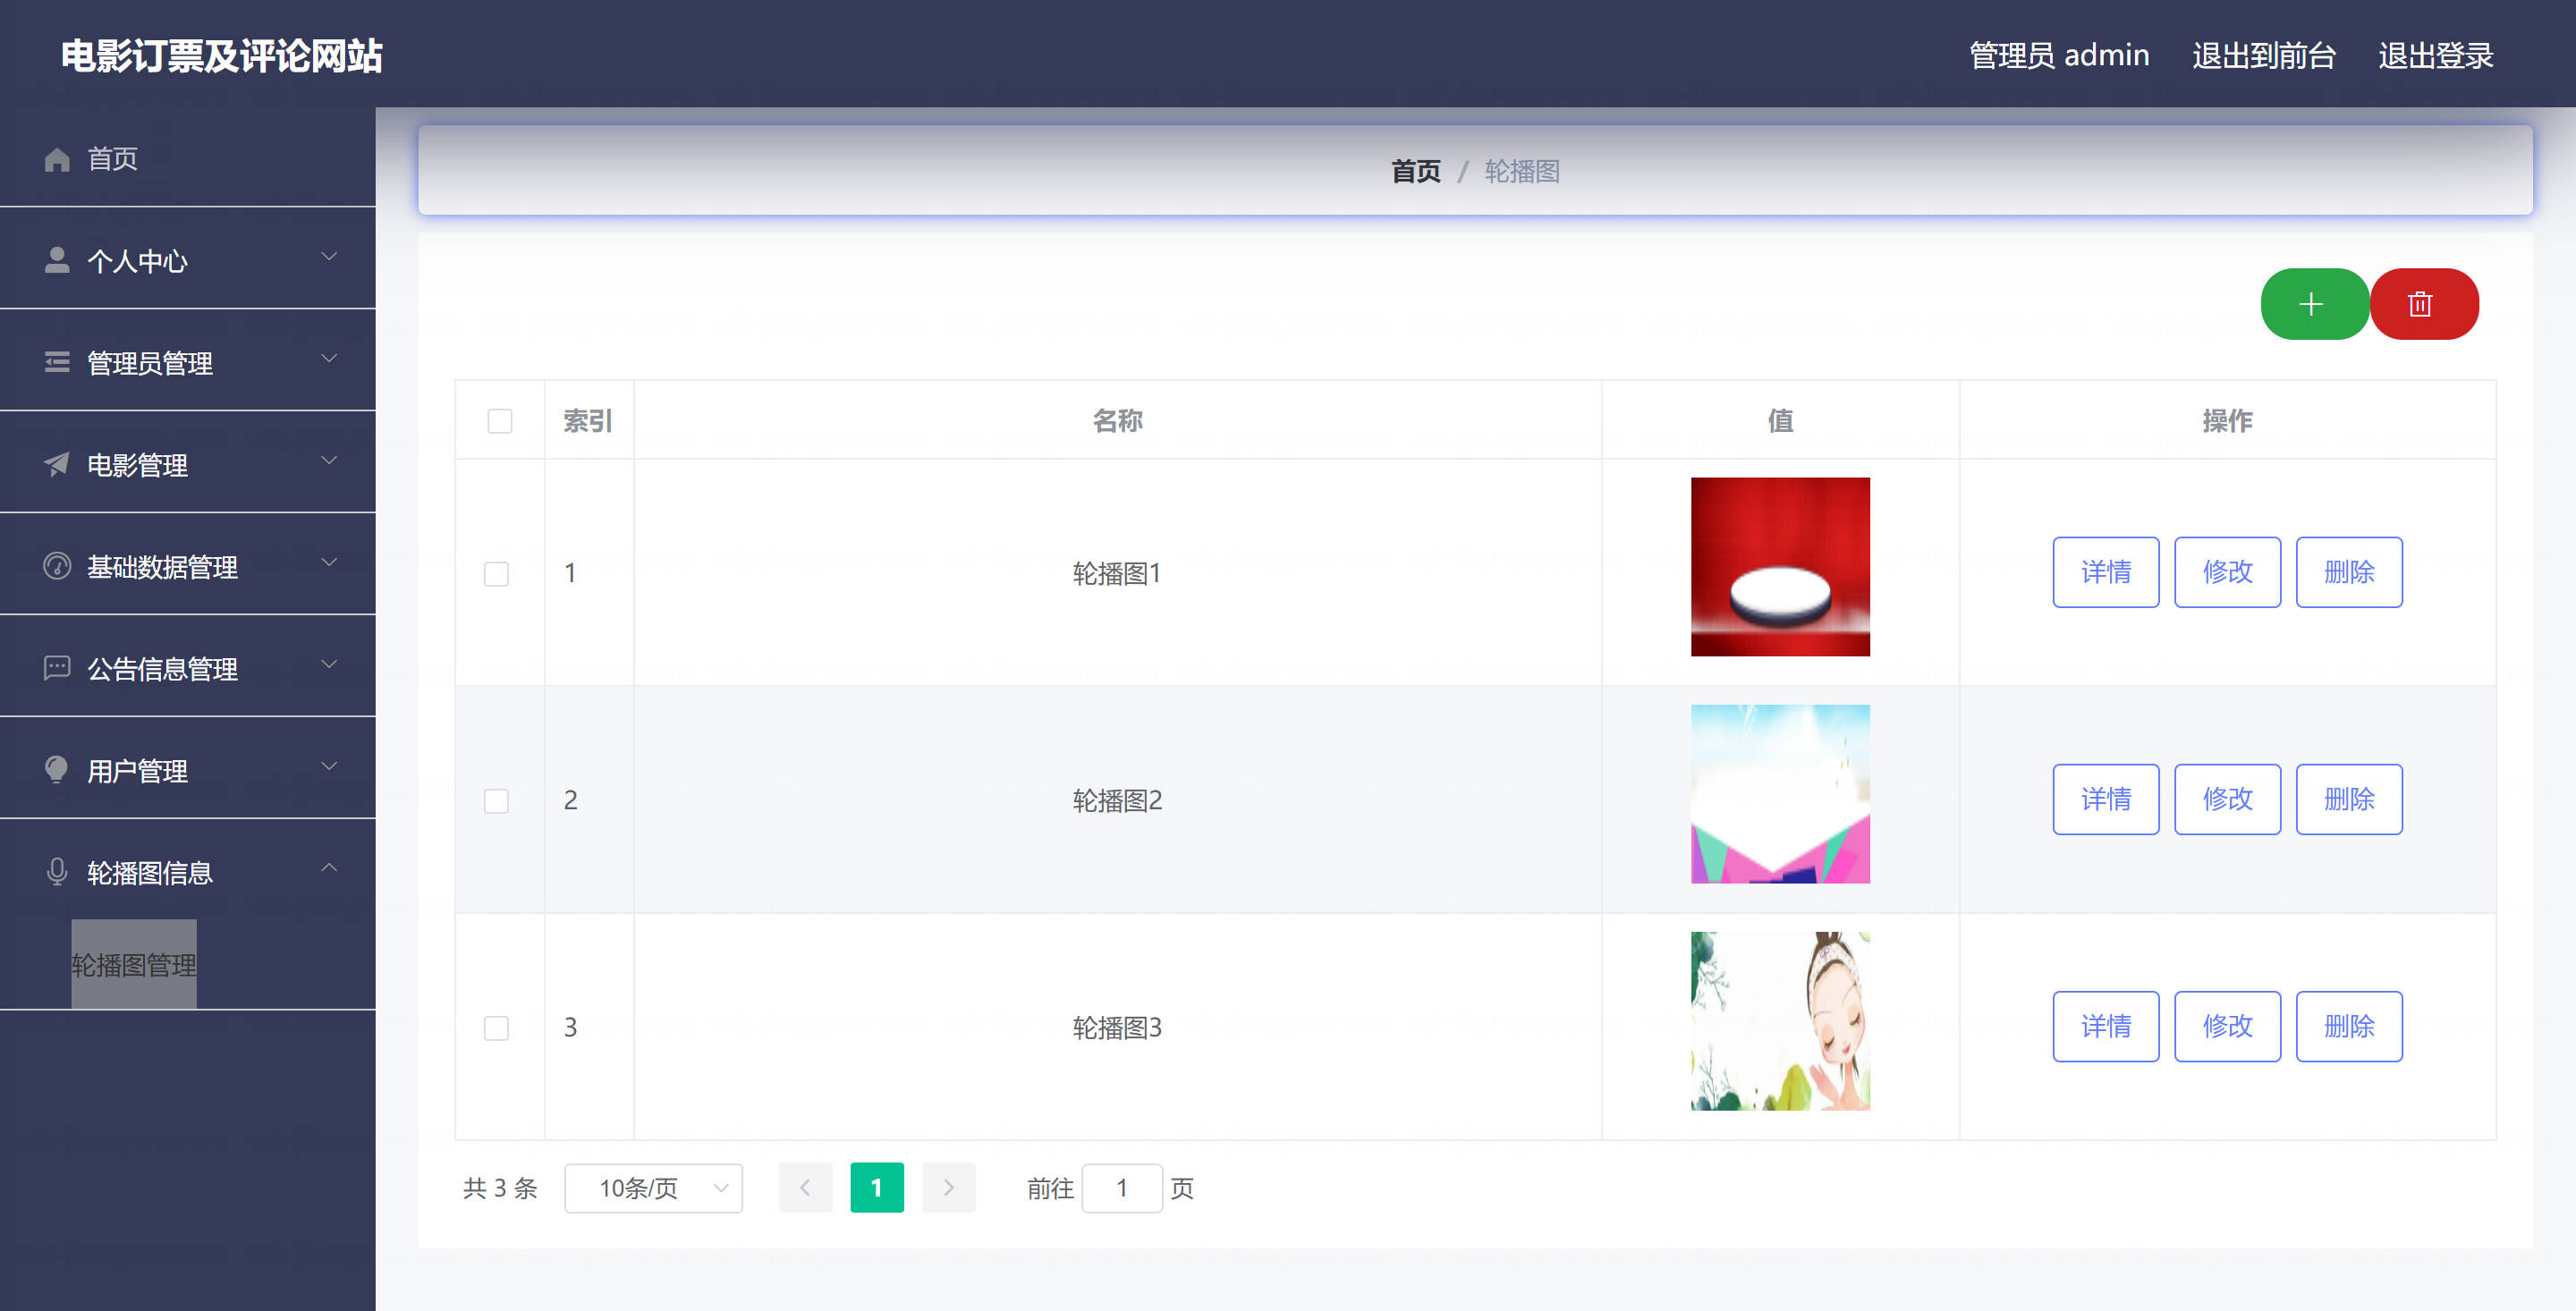 电影订票及评论网站
管理员 admin 退出到前台 退出登录
首页
个人中心
管理员管理
电影管理
基础数据管理
公告信息管理
用户管理
轮播图信息
轮播图管理
首页 / 轮播图
索引 名称 值 操作
1 轮播图1 详情 修改 删除
2 轮播图2 详情 修改 删除
3 轮播图3 详情 修改 删除
共 3 条 10条/页 1 前往 1 页